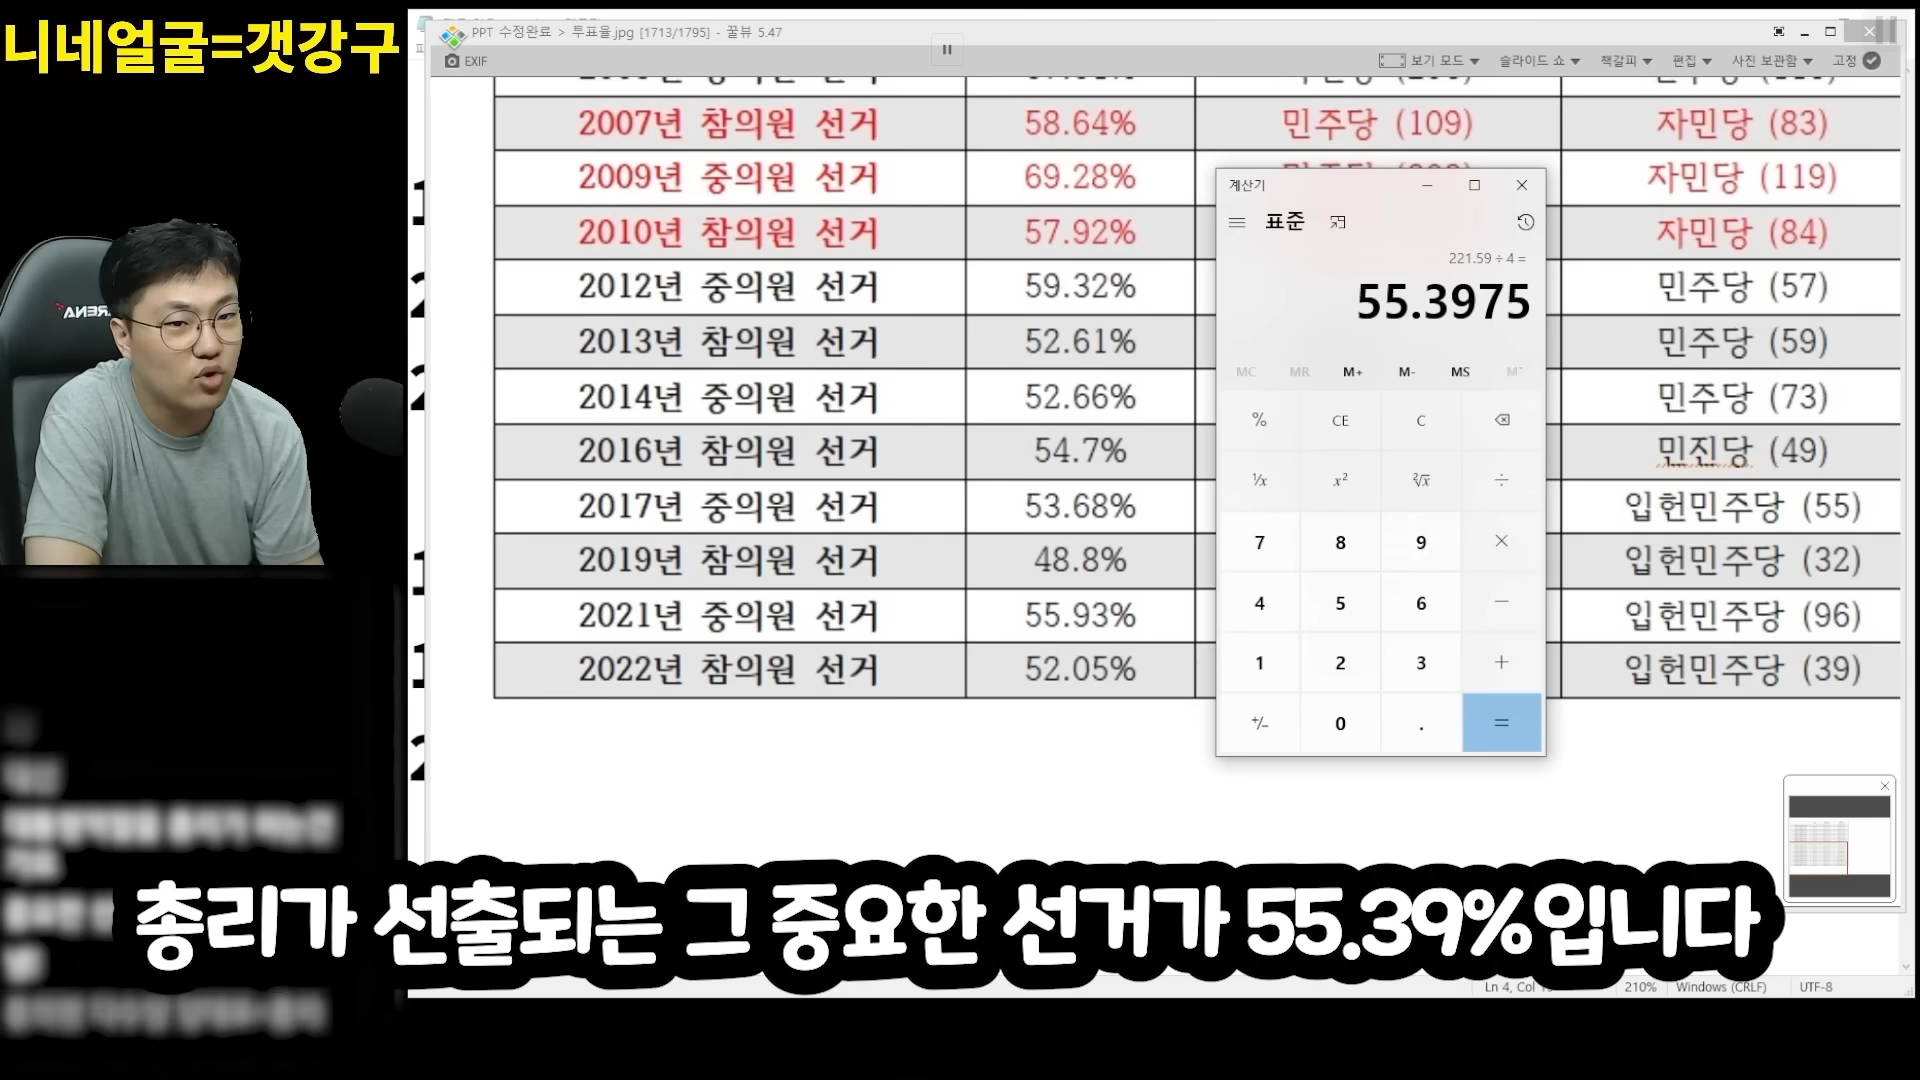 니네얼굴=갯강구
PPT 수정완료 > 투표율.jpg [1713/1795] - 꿀뷰 5.47
EXIF
보기 모드 슬라이드 쇼 책갈피 편집 사진 보관함 고정
2007년 참의원 선거 58.64% 민주당 (109) 자민당 (83)
2009년 중의원 선거 69.28% 자민당 (119)
2010년 참의원 선거 57.92% 자민당 (84)
2012년 중의원 선거 59.32% 민주당 (57)
2013년 참의원 선거 52.61% 민주당 (59)
2014년 중의원 선거 52.66% 민주당 (73)
2016년 참의원 선거 54.7% 민진당 (49)
2017년 중의원 선거 53.68% 입헌민주당 (55)
2019년 참의원 선거 48.8% 입헌민주당 (32)
2021년 중의원 선거 55.93% 입헌민주당 (96)
2022년 참의원 선거 52.05% 입헌민주당 (39)
계산기
표준
221.59 ÷ 4 =
55.3975
MC MR M+ M- MS M˅
% CE C
¹/x x² ²√x ÷
7 8 9 ×
4 5 6 −
1 2 3 +
+/- 0 . =
총리가 선출되는 그 중요한 선거가 55.39%입니다
Ln 4, Col 210% Windows (CRLF) UTF-8